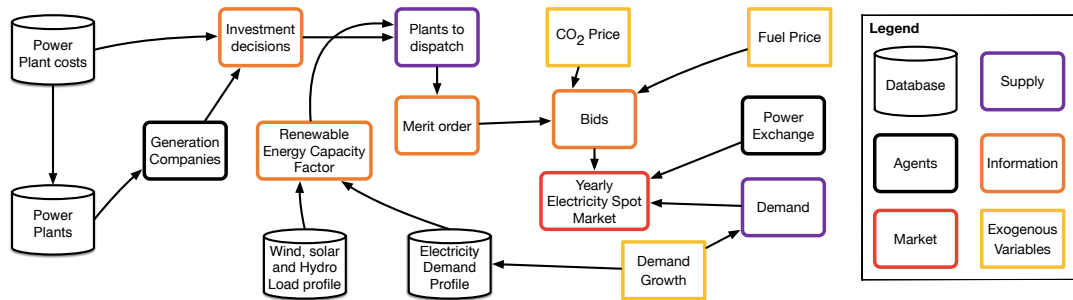 Power
Plant costs
Investment
decisions
Plants to
dispatch
CO2 Price
Fuel Price
Generation
Companies
Renewable
Energy Capacity
Factor
Merit order
Bids
Power
Exchange
Power
Plants
Yearly
Electricity Spot
Market
Demand
Wind, solar
and Hydro
Load profile
Electricity
Demand
Profile
Demand
Growth
Legend
Database
Supply
Agents
Information
Market
Exogenous
Variables